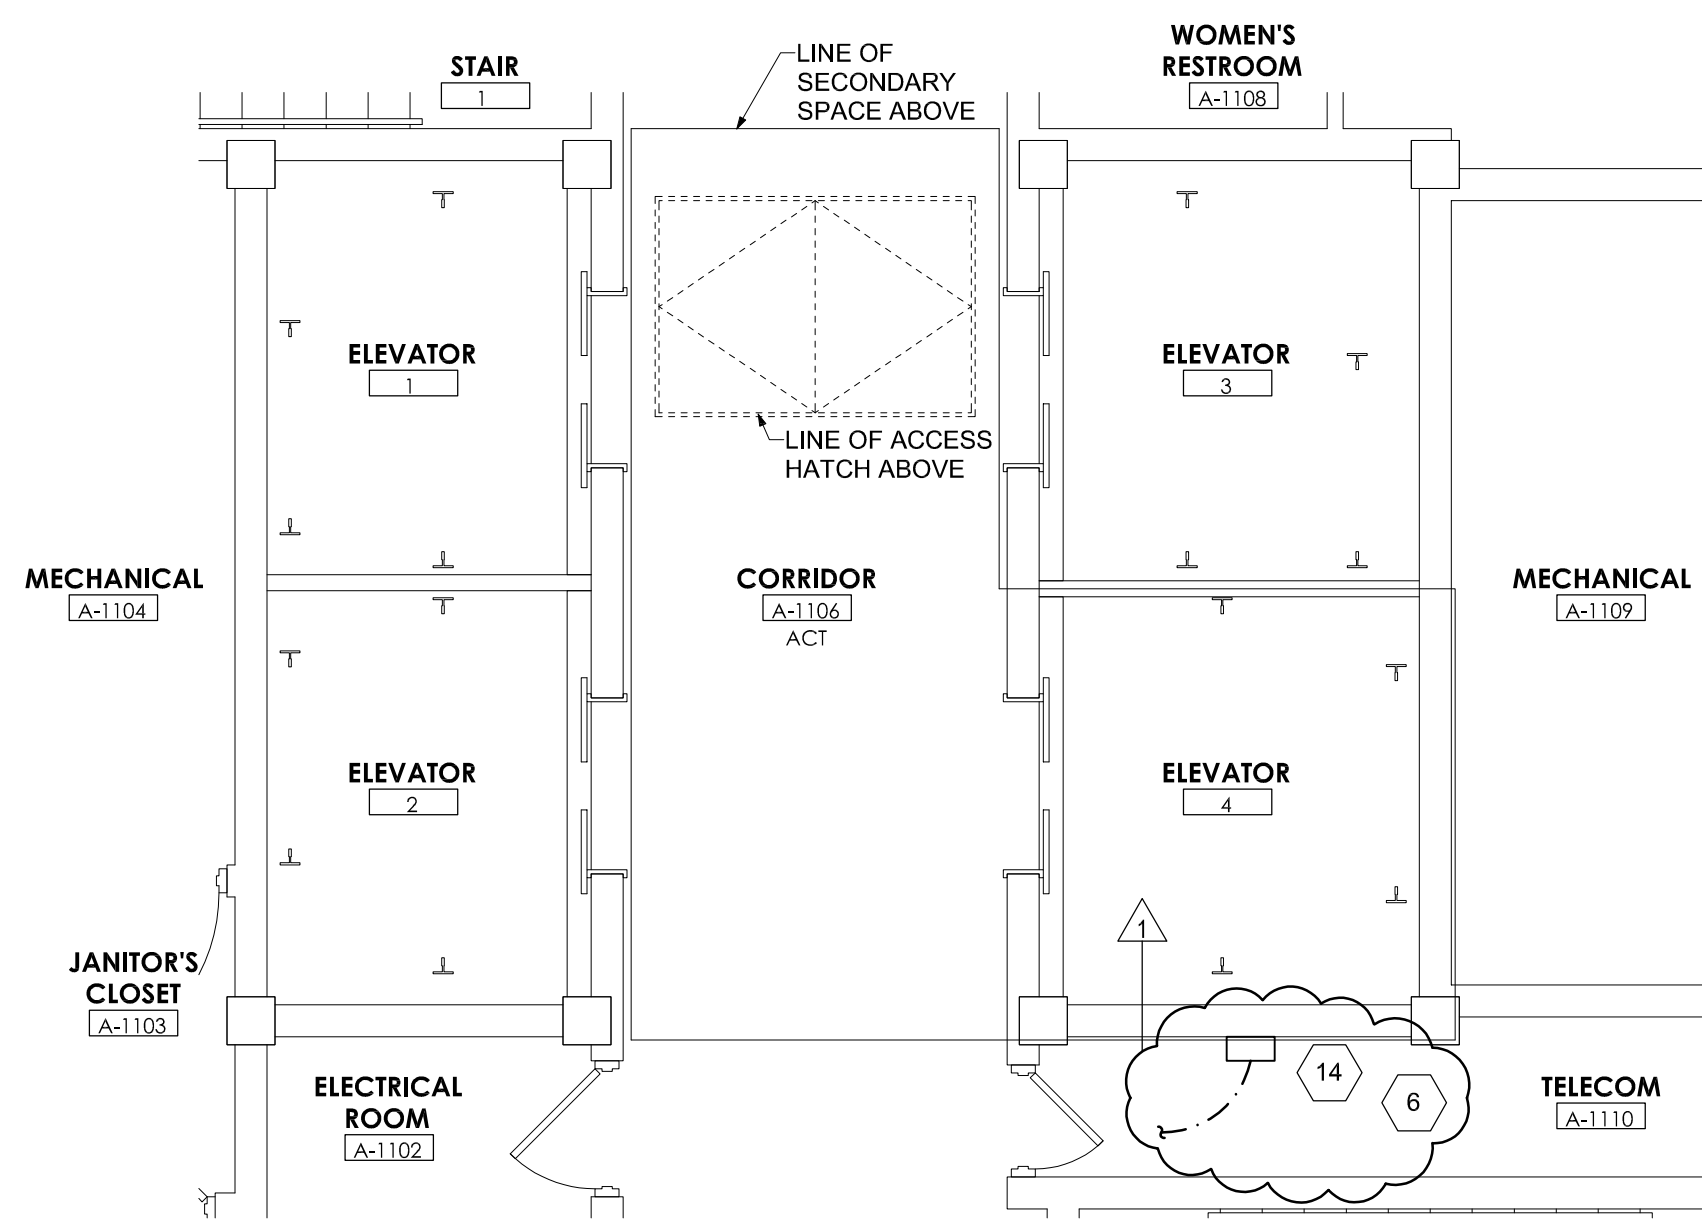 STAIR
1
LINE OF
SECONDARY
SPACE ABOVE
WOMEN'S
RESTROOM
A-1108
ELEVATOR
1
LINE OF ACCESS
HATCH ABOVE
ELEVATOR
3
MECHANICAL
A-1104
CORRIDOR
A-1106
ACT
MECHANICAL
A-1109
ELEVATOR
2
ELEVATOR
4
JANITOR'S
CLOSET
A-1103
1
ELECTRICAL
ROOM
A-1102
14
6
TELECOM
A-1110